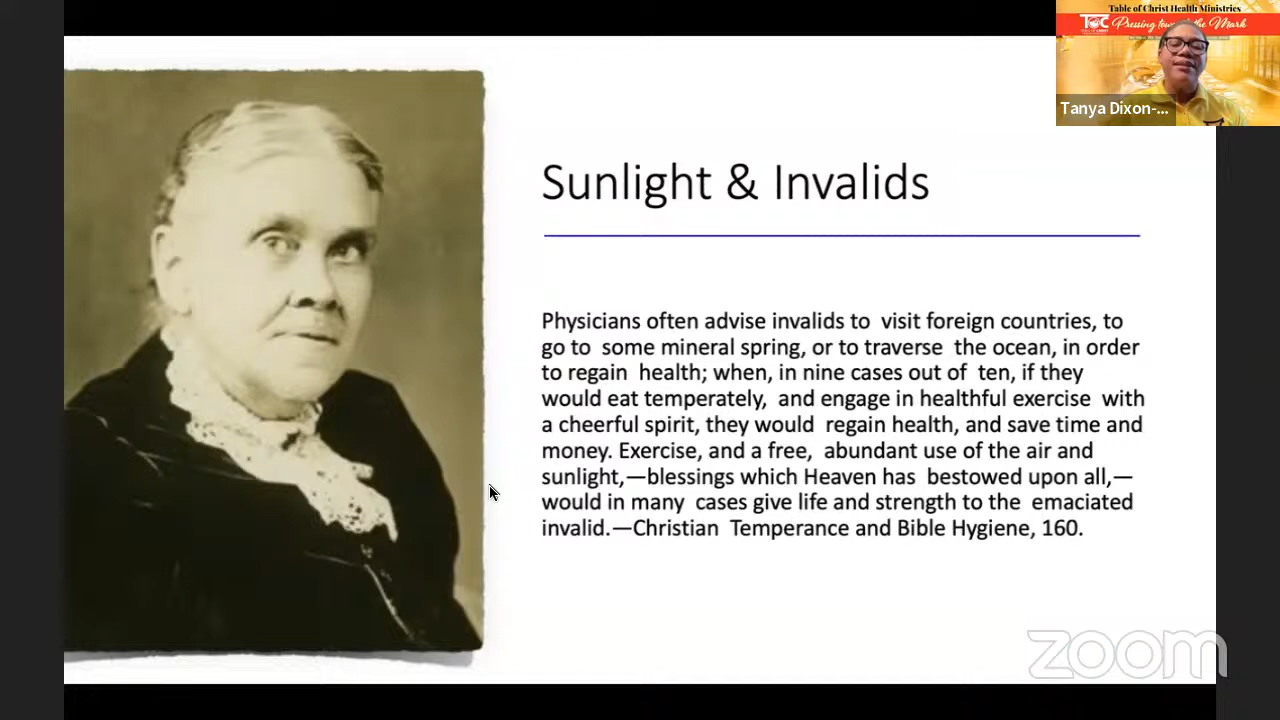 Table of Christ Health Ministries
TOC Pressing toward the Mark
Tanya Dixon-...
Sunlight & Invalids
Physicians often advise invalids to visit foreign countries, to
go to some mineral spring, or to traverse the ocean, in order
to regain health; when, in nine cases out of ten, if they
would eat temperately, and engage in healthful exercise with
a cheerful spirit, they would regain health, and save time and
money. Exercise, and a free, abundant use of the air and
sunlight,—blessings which Heaven has bestowed upon all,—
would in many cases give life and strength to the emaciated
invalid.—Christian Temperance and Bible Hygiene, 160.
zoom